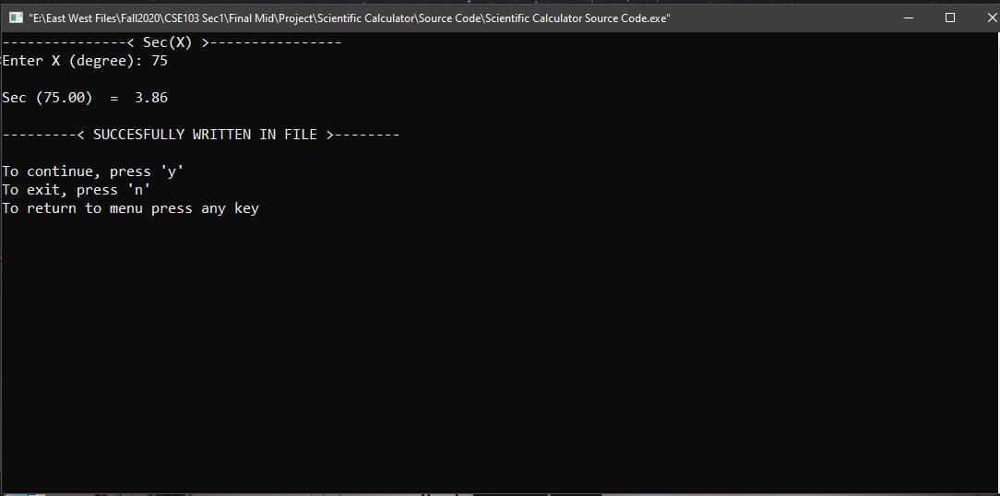 "E:\East West Files\Fall2020\CSE103 Sec1\Final Mid\Project\Scientific Calculator\Source Code\Scientific Calculator Source Code.exe"
---------------< Sec(X) >----------------
Enter X (degree): 75
Sec (75.00)  =  3.86
---------< SUCCESFULLY WRITTEN IN FILE >--------
To continue, press 'y'
To exit, press 'n'
To return to menu press any key